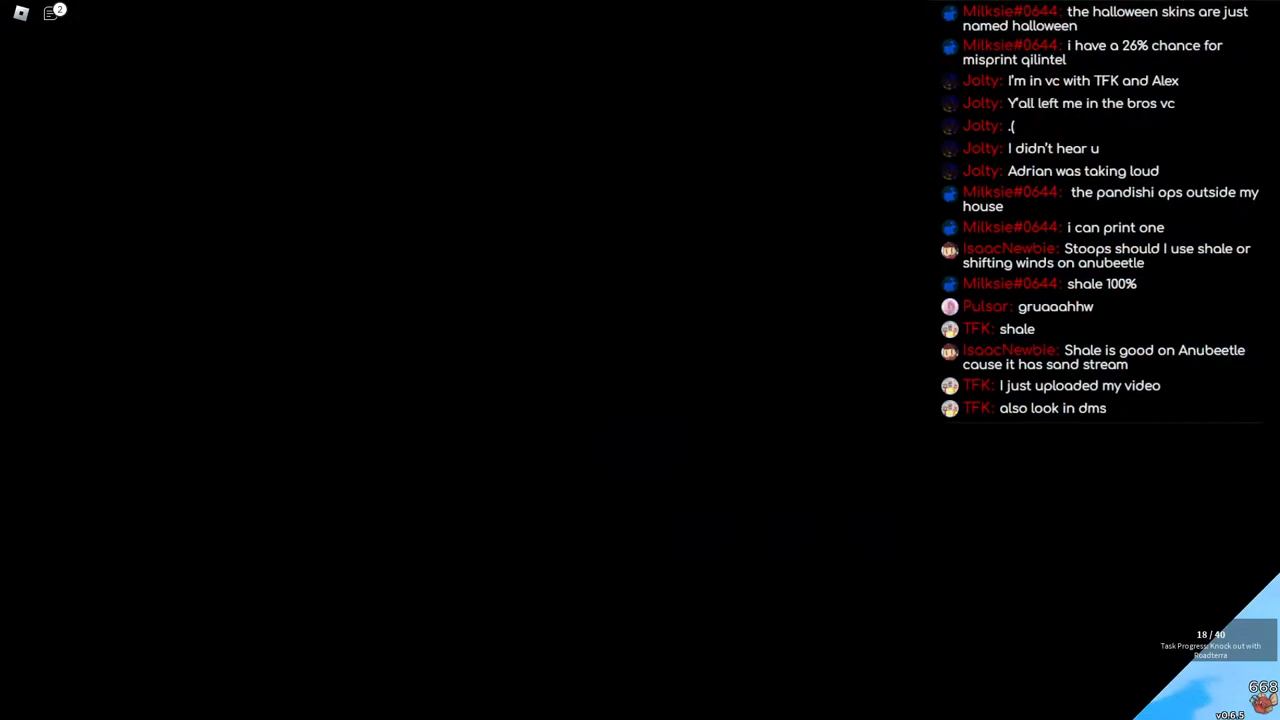 2
Milksie#0644: the halloween skins are just
named halloween
Milksie#0644: i have a 26% chance for
misprint qilintel
Jolty: I'm in vc with TFK and Alex
Jolty: Y'all left me in the bros vc
Jolty: .(
Jolty: I didn't hear u
Jolty: Adrian was taking loud
Milksie#0644: the pandishi ops outside my
house
Milksie#0644: i can print one
IsaacNewbie: Stoops should I use shale or
shifting winds on anubeetle
Milksie#0644: shale 100%
Pulsar: gruaaahhw
TFK: shale
IsaacNewbie: Shale is good on Anubeetle
cause it has sand stream
TFK: I just uploaded my video
TFK: also look in dms
18 / 40
Task Progress: Knock out with
Roadterra
668
v0.6.5